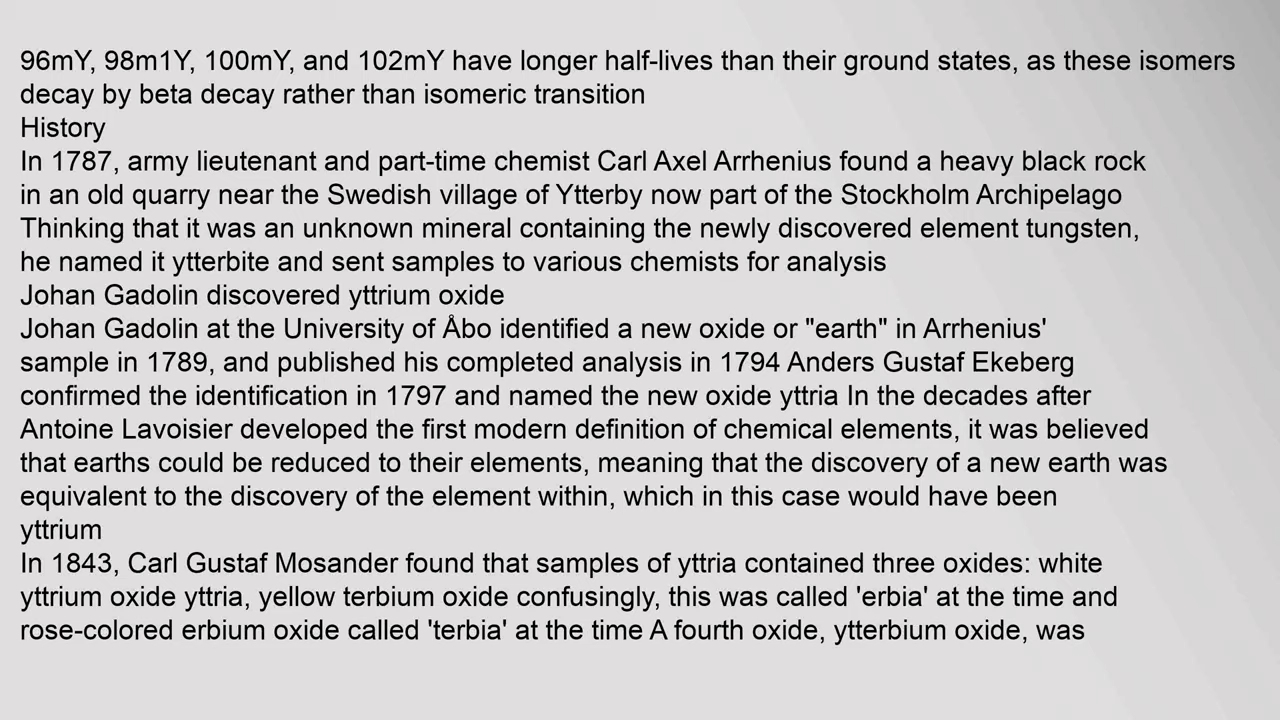 96mY, 98m1Y, 100mY, and 102mY have longer half-lives than their ground states, as these isomers
decay by beta decay rather than isomeric transition
History
In 1787, army lieutenant and part-time chemist Carl Axel Arrhenius found a heavy black rock
in an old quarry near the Swedish village of Ytterby now part of the Stockholm Archipelago
Thinking that it was an unknown mineral containing the newly discovered element tungsten,
he named it ytterbite and sent samples to various chemists for analysis
Johan Gadolin discovered yttrium oxide
Johan Gadolin at the University of Åbo identified a new oxide or "earth" in Arrhenius'
sample in 1789, and published his completed analysis in 1794 Anders Gustaf Ekeberg
confirmed the identification in 1797 and named the new oxide yttria In the decades after
Antoine Lavoisier developed the first modern definition of chemical elements, it was believed
that earths could be reduced to their elements, meaning that the discovery of a new earth was
equivalent to the discovery of the element within, which in this case would have been
yttrium
In 1843, Carl Gustaf Mosander found that samples of yttria contained three oxides: white
yttrium oxide yttria, yellow terbium oxide confusingly, this was called 'erbia' at the time and
rose-colored erbium oxide called 'terbia' at the time A fourth oxide, ytterbium oxide, was